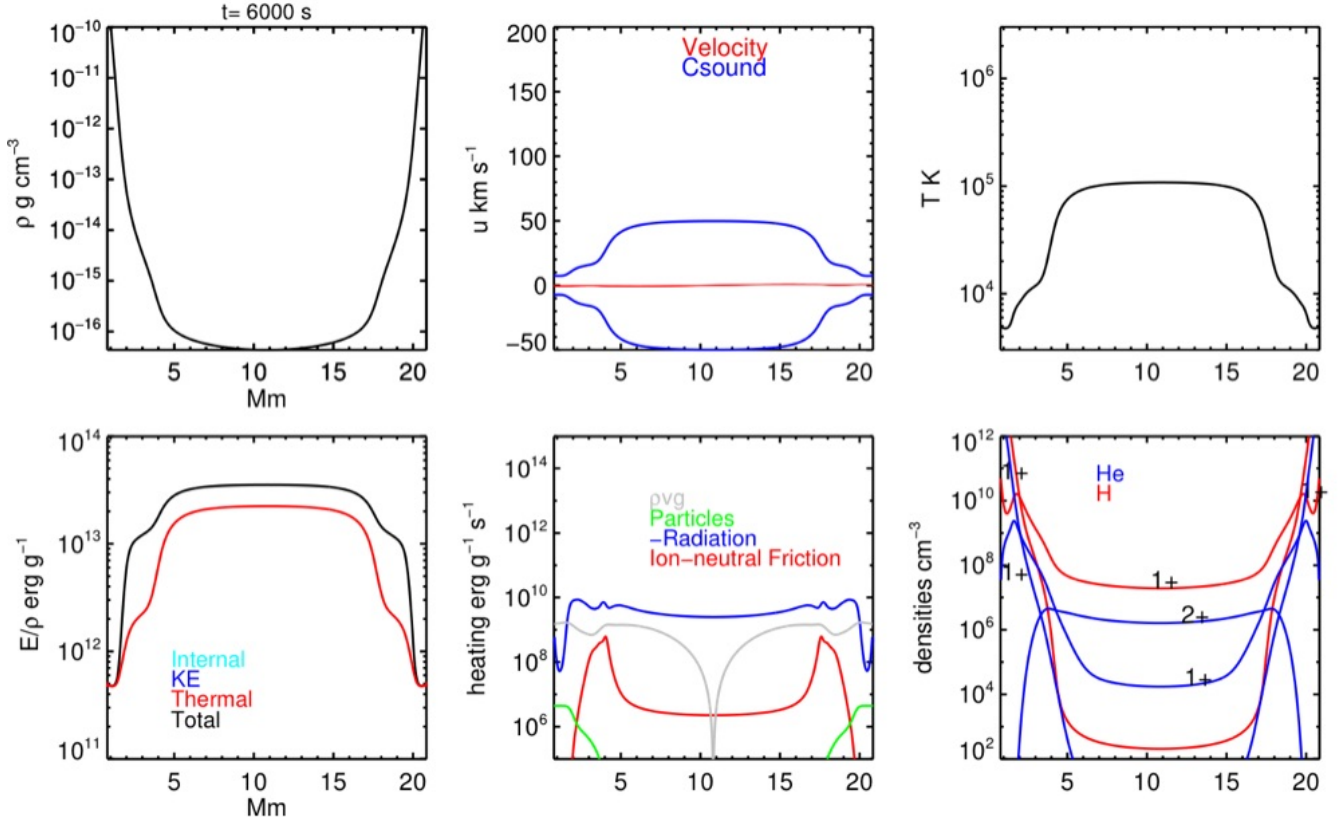 t= 6000 s
10⁻¹⁰
10⁻¹¹
10⁻¹²
10⁻¹³
10⁻¹⁴
10⁻¹⁵
10⁻¹⁶
ρ g cm⁻³
5 10 15 20
Mm
200
150
100
50
0
−50
u km s⁻¹
Velocity
Csound
5 10 15 20
10⁶
10⁵
10⁴
T K
5 10 15 20
10¹⁴
10¹³
10¹²
10¹¹
E/ρ erg g⁻¹
Internal
KE
Thermal
Total
5 10 15 20
Mm
10¹⁴
10¹²
10¹⁰
10⁸
10⁶
heating erg g⁻¹ s⁻¹
ρvg
Particles
−Radiation
Ion−neutral Friction
5 10 15 20
10¹²
10¹⁰
10⁸
10⁶
10⁴
10²
densities cm⁻³
He
H
1+
1+
1+
2+
1+
5 10 15 20